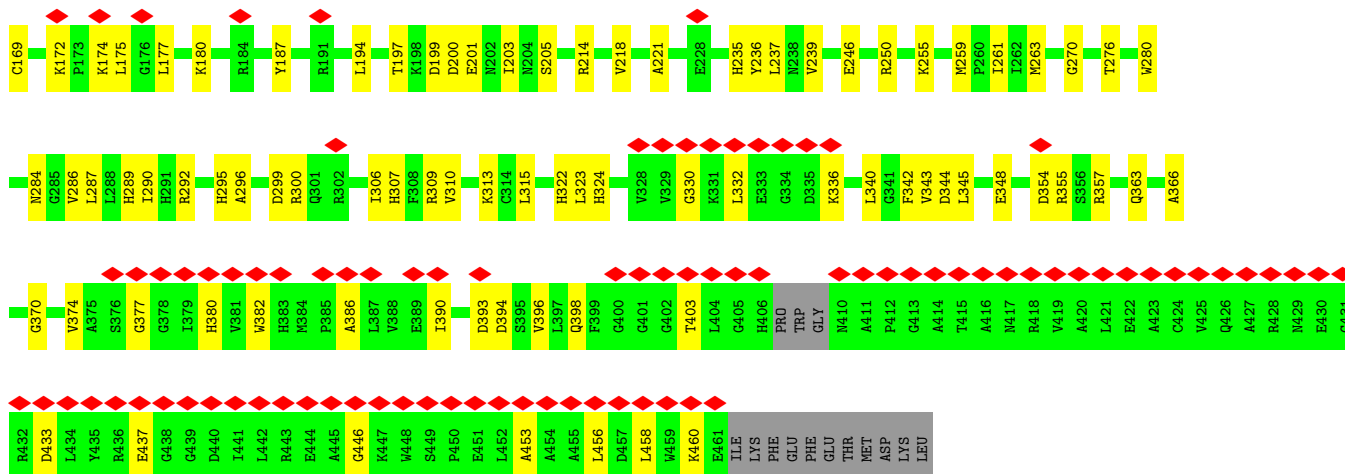 C169 K172 P173 K174 L175 G176 L177 K180 R184 Y187 R191 L194 T197 K198 D199 D200 E201 N202 I203 N204 S205 R214 V218 A221 E228 H235 Y236 L237 N238 V239 E246 R250 K255 M259 P260 I261 I262 M263 G270 T276 W280
N284 G285 V286 L287 L288 H289 I290 H291 R292 H295 A296 D299 R300 Q301 R302 I306 H307 F308 R309 V310 K313 C314 L315 H322 L323 H324 V328 V329 G330 K331 L332 E333 G334 D335 K336 L340 G341 F342 V343 D344 L345 E348 D354 R355 S356 R357 Q363 A366
G370 V374 A375 S376 G377 G378 I379 H380 V381 W382 H383 M384 P385 A386 L387 V388 E389 I390 D393 D394 S395 V396 L397 Q398 F399 G400 G401 G402 T403 L404 G405 H406 PRO TRP GLY N410 A411 P412 G413 A414 T415 A416 N417 R418 V419 A420 L421 E422 A423 C424 V425 Q426 A427 R428 N429 E430 G431
R432 D433 L434 Y435 R436 E437 G438 G439 D440 I441 L442 R443 E444 A445 G446 K447 W448 S449 P450 E451 L452 A453 A454 A455 L456 D457 L458 W459 K460 E461 ILE LYS PHE GLU PHE GLU THR MET ASP LYS LEU